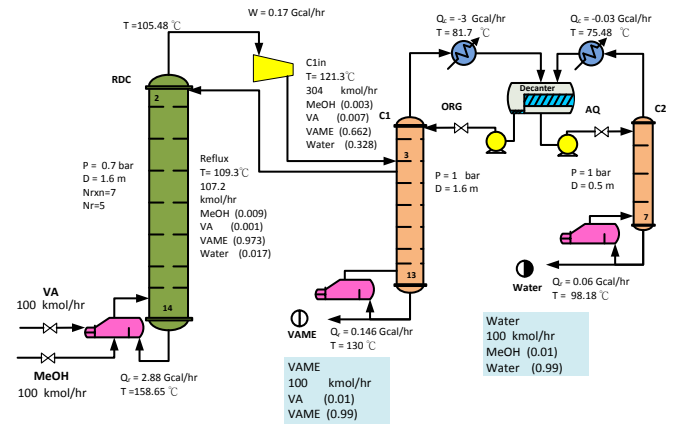 W = 0.17 Gcal/hr
T =105.48 ℃
RDC
2
P = 0.7 bar
D = 1.6 m
Nrxn=7
Nr=5
14
VA
100 kmol/hr
MeOH
100 kmol/hr
Qr = 2.88 Gcal/hr
T =158.65 ℃
C1in
T= 121.3℃
304 kmol/hr
MeOH (0.003)
VA (0.007)
VAME (0.662)
Water (0.328)
Reflux
T= 109.3℃
107.2
kmol/hr
MeOH (0.009)
VA (0.001)
VAME (0.973)
Water (0.017)
Qc = -3 Gcal/hr
T = 81.7 ℃
C1
3
13
P = 1 bar
D = 1.6 m
ORG
Decanter
AQ
Qc = -0.03 Gcal/hr
T = 75.48 ℃
C2
P = 1 bar
D = 0.5 m
7
VAME
Qr = 0.146 Gcal/hr
T = 130 ℃
VAME
100 kmol/hr
VA (0.01)
VAME (0.99)
Water
Qr = 0.06 Gcal/hr
T = 98.18 ℃
Water
100 kmol/hr
MeOH (0.01)
Water (0.99)